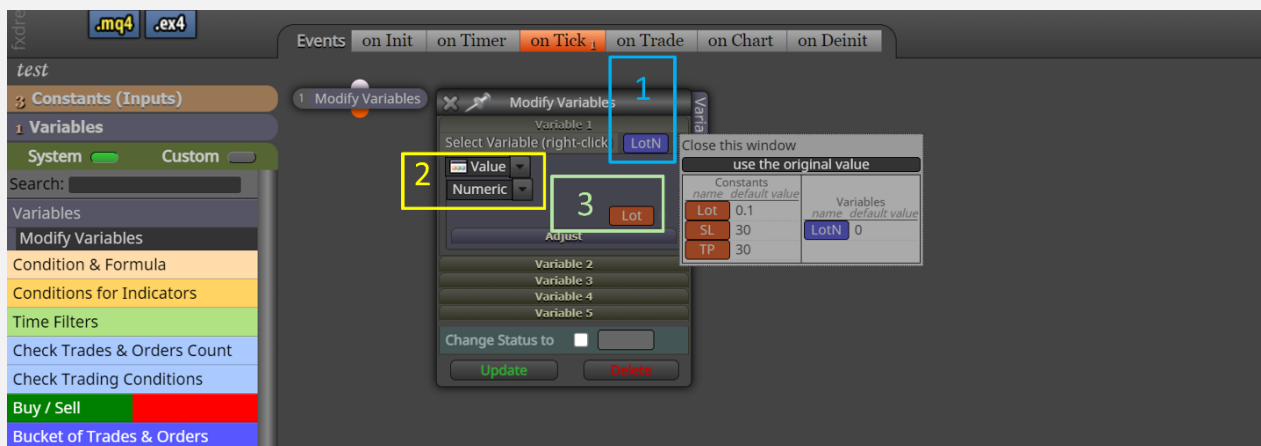 fxdre
.mq4 .ex4
Events on Init on Timer on Tick 1 on Trade on Chart on Deinit
test
3 Constants (Inputs)
1 Variables
System Custom
Search:
Variables
Modify Variables
Condition & Formula
Conditions for Indicators
Time Filters
Check Trades & Orders Count
Check Trading Conditions
Buy / Sell
Bucket of Trades & Orders
1 Modify Variables
Modify Variables
1
Varia
Variable 1
Select Variable (right-click LotN
2
Value
Numeric
3
Lot
Adjust
Variable 2
Variable 3
Variable 4
Variable 5
Change Status to
Update Delete
Close this window
use the original value
Constants
name default value
Lot 0.1
SL 30
TP 30
Variables
name default value
LotN 0